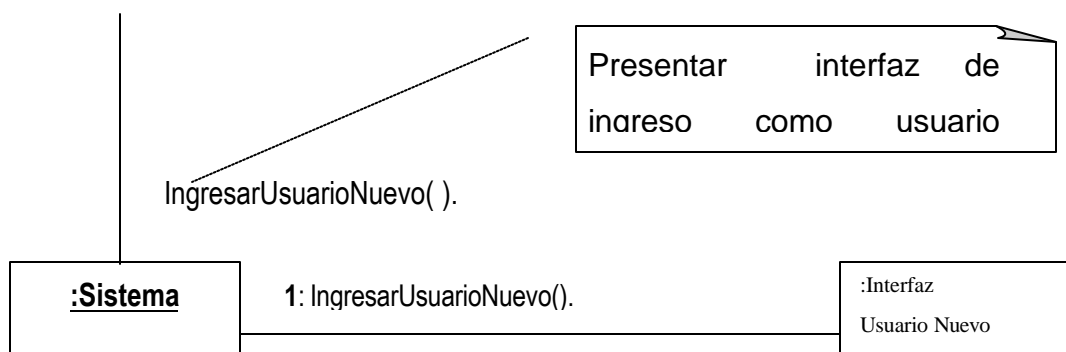 Presentar interfaz de
ingreso como usuario
IngresarUsuarioNuevo( ).
:Sistema
1: IngresarUsuarioNuevo().
:Interfaz
Usuario Nuevo